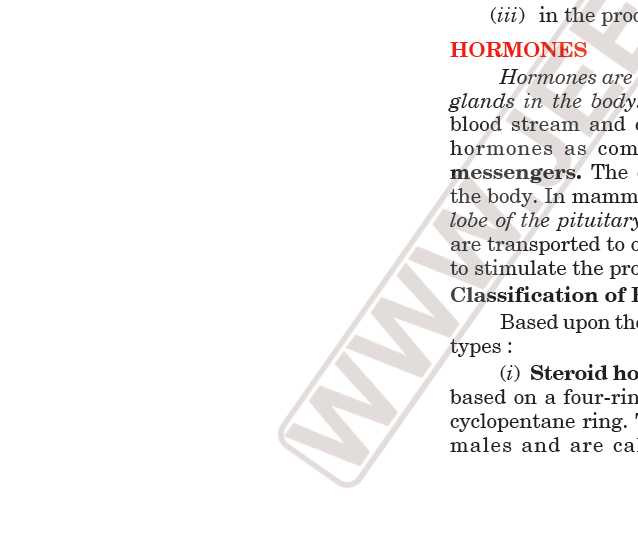 (iii) in the
HORMONES
Hormones are
glands in the body.
blood stream and
hormones as com
messengers. The
the body. In mamm
lobe of the pituitary
are transported to
to stimulate the pro
Classification of
Based upon the
types :
(i) Steroid ho
based on a four-rin
cyclopentane ring.
males and are cal
WWW.JEE